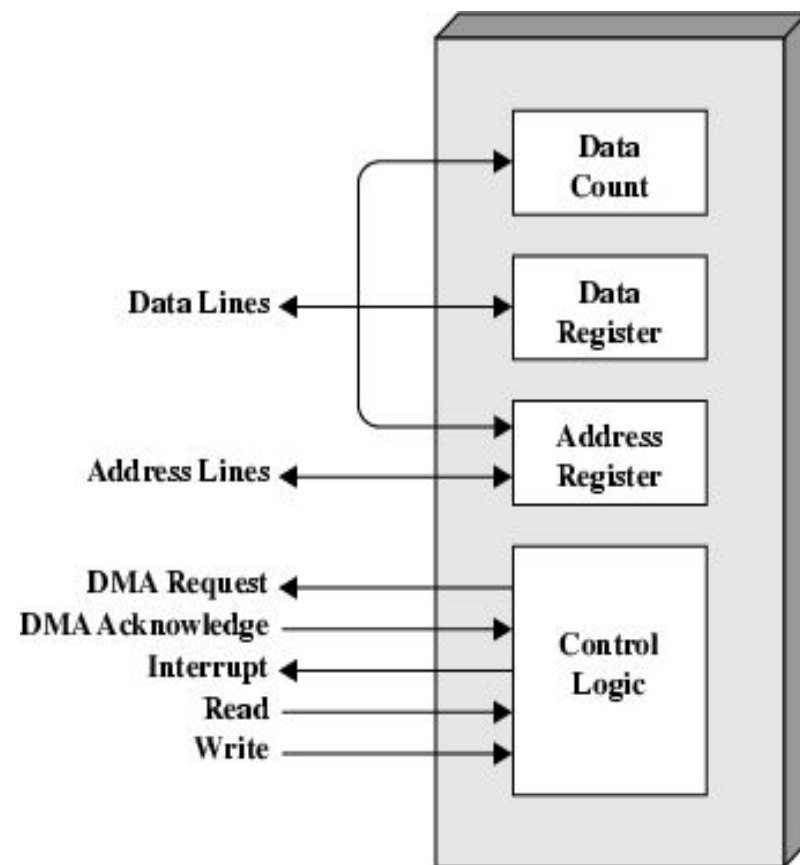 Data
Count
Data Lines
Data
Register
Address
Register
Address Lines
DMA Request
DMA Acknowledge
Interrupt
Read
Write
Control
Logic